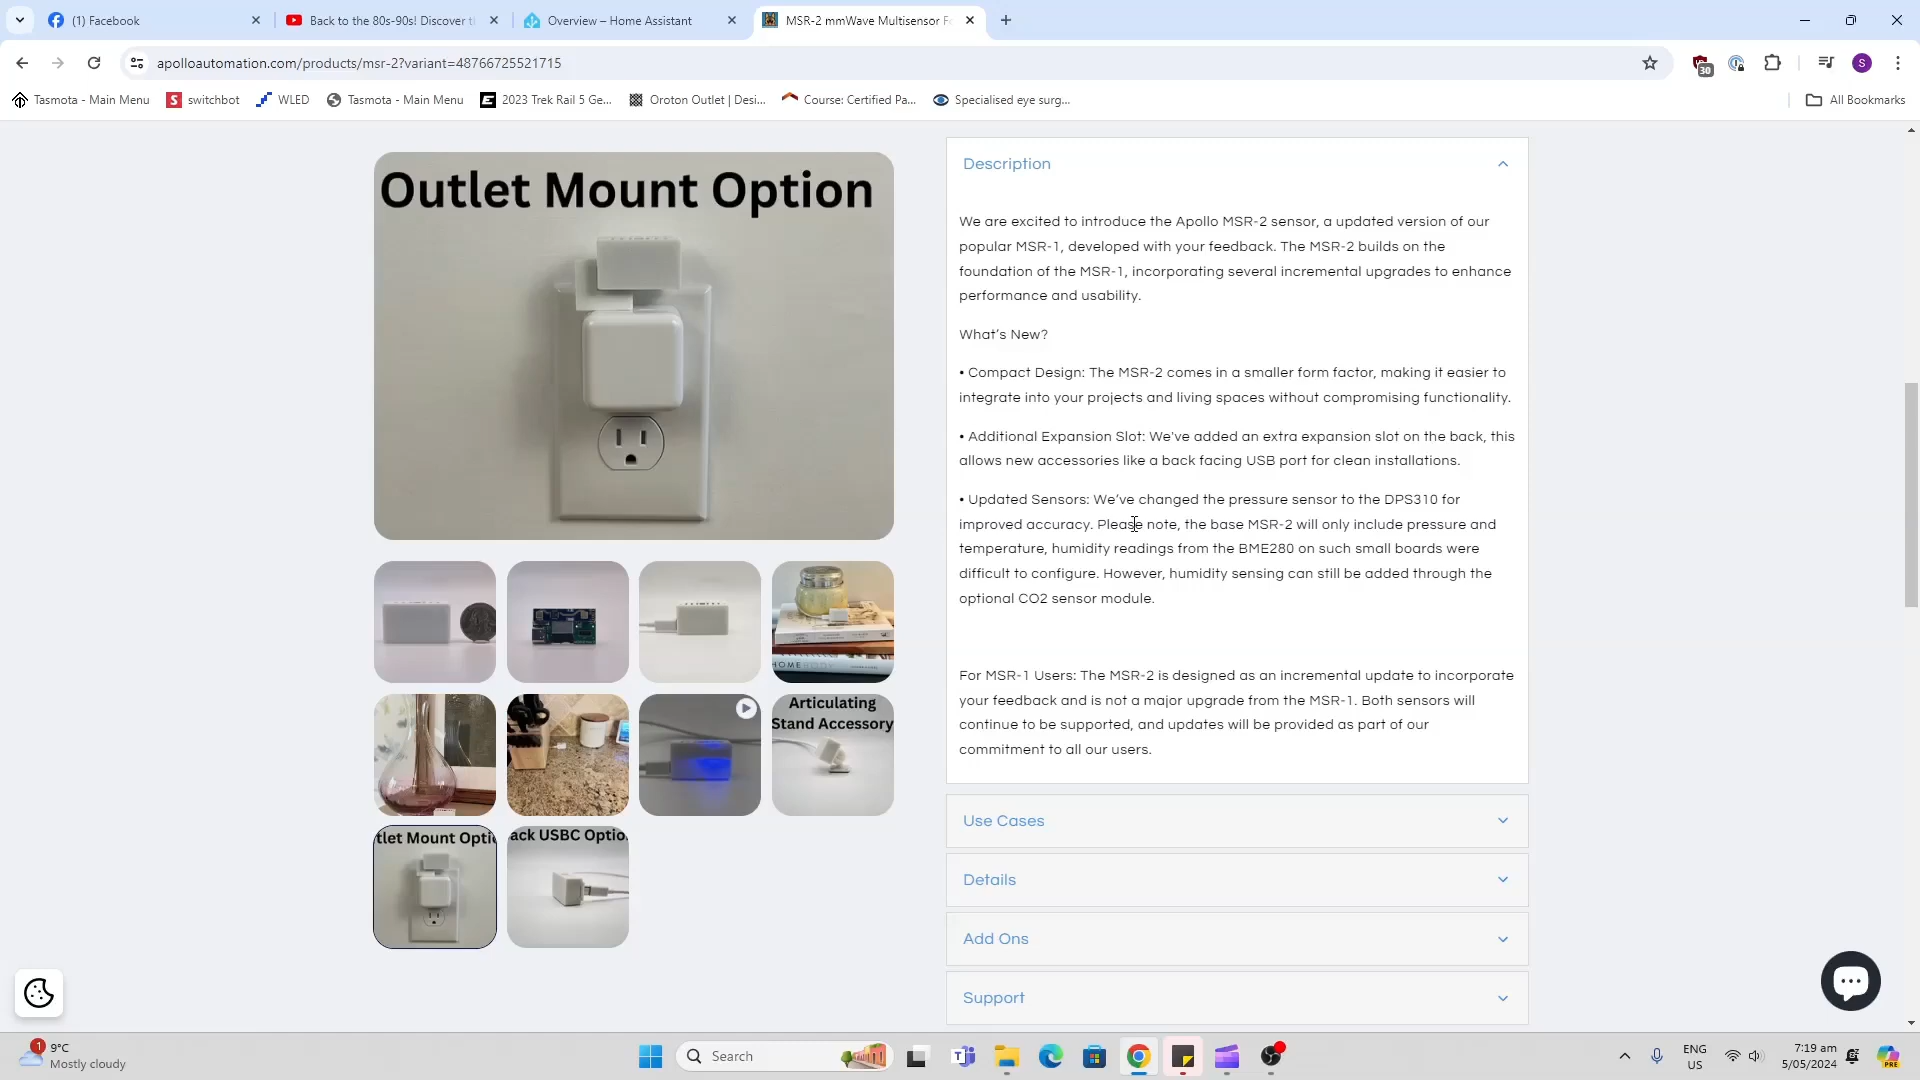 (1) Facebook
Back to the 80s-90s! Discover t
Overview – Home Assistant
MSR-2 mmWave Multisensor Fo
apolloautomation.com/products/msr-2?variant=48766725521715
30
S
Tasmota - Main Menu
switchbot
WLED
Tasmota - Main Menu
2023 Trek Rail 5 Ge...
Oroton Outlet | Desi...
Course: Certified Pa...
Specialised eye surg...
All Bookmarks
Outlet Mount Option
Articulating
Stand Accessory
tlet Mount Opti
ack USBC Optio
Description
We are excited to introduce the Apollo MSR-2 sensor, a updated version of our
popular MSR-1, developed with your feedback. The MSR-2 builds on the
foundation of the MSR-1, incorporating several incremental upgrades to enhance
performance and usability.
What’s New?
• Compact Design: The MSR-2 comes in a smaller form factor, making it easier to
integrate into your projects and living spaces without compromising functionality.
• Additional Expansion Slot: We've added an extra expansion slot on the back, this
allows new accessories like a back facing USB port for clean installations.
• Updated Sensors: We’ve changed the pressure sensor to the DPS310 for
improved accuracy. Please note, the base MSR-2 will only include pressure and
temperature, humidity readings from the BME280 on such small boards were
difficult to configure. However, humidity sensing can still be added through the
optional CO2 sensor module.
For MSR-1 Users: The MSR-2 is designed as an incremental update to incorporate
your feedback and is not a major upgrade from the MSR-1. Both sensors will
continue to be supported, and updates will be provided as part of our
commitment to all our users.
Use Cases
Details
Add Ons
Support
1
9°C
Mostly cloudy
Search
ENG
US
7:19 am
5/05/2024
PRE